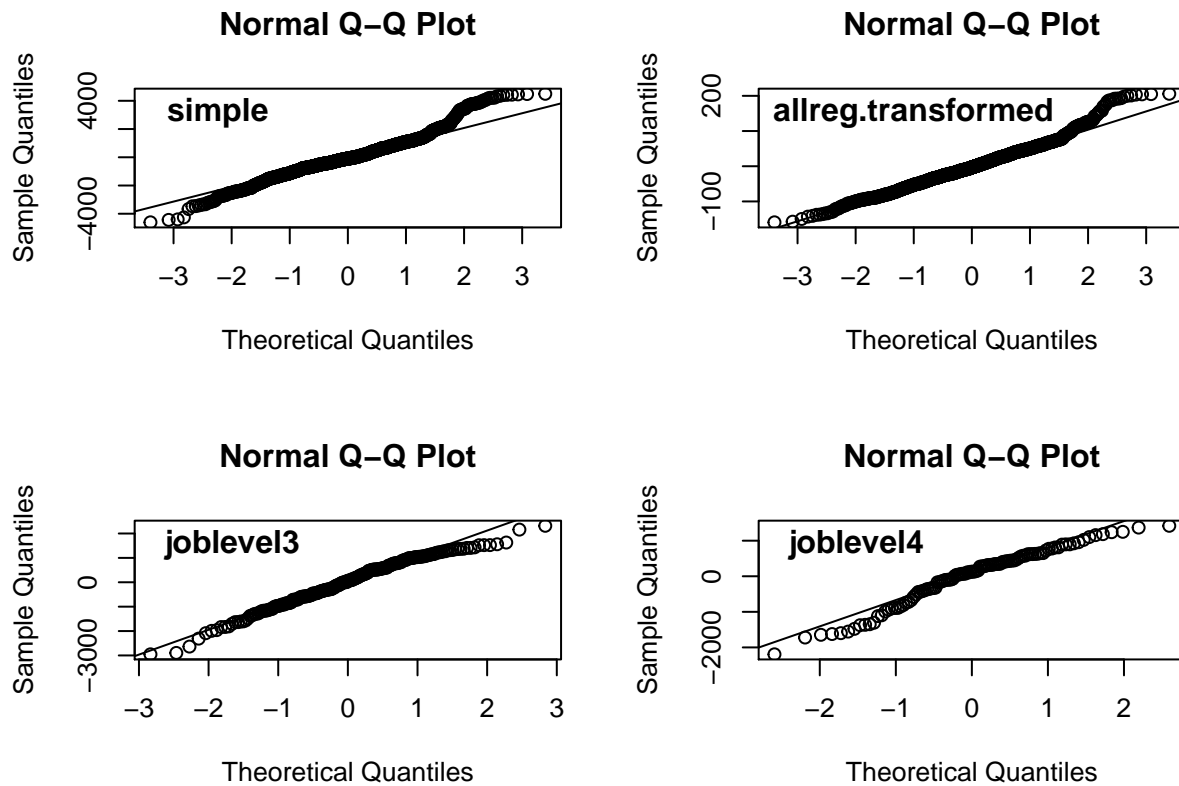 Normal Q−Q Plot
Sample Quantiles
4000
−4000
simple
−3 −2 −1 0 1 2 3
Theoretical Quantiles
Normal Q−Q Plot
Sample Quantiles
200
−100
allreg.transformed
−3 −2 −1 0 1 2 3
Theoretical Quantiles
Normal Q−Q Plot
Sample Quantiles
0
−3000
joblevel3
−3 −2 −1 0 1 2 3
Theoretical Quantiles
Normal Q−Q Plot
Sample Quantiles
0
−2000
joblevel4
−2 −1 0 1 2
Theoretical Quantiles